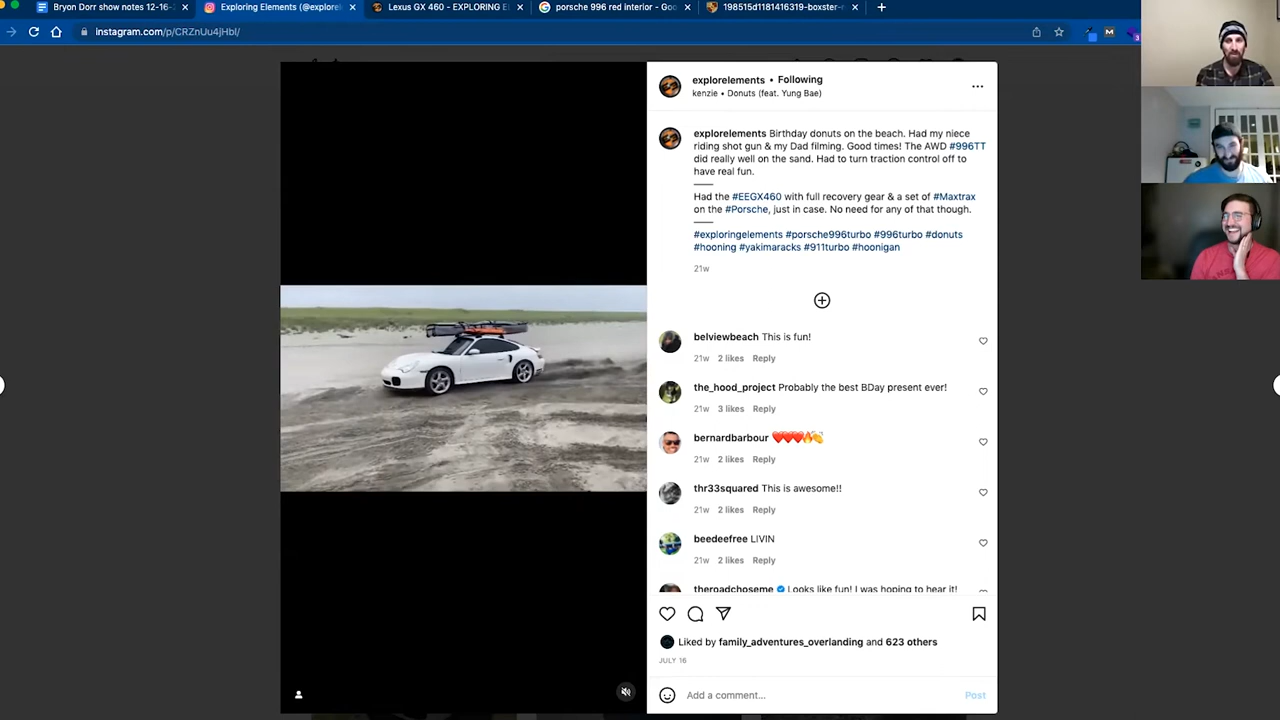 Bryon Dorr show notes 12-16-2
Exploring Elements (@explorel
Lexus GX 460 - EXPLORING El
porsche 996 red interior - Goo
198515d1181416319-boxster-r
instagram.com/p/CRZnUu4jHbl/
explorelements • Following
kenzie • Donuts (feat. Yung Bae)
explorelements Birthday donuts on the beach. Had my niece
riding shot gun & my Dad filming. Good times! The AWD #996TT
did really well on the sand. Had to turn traction control off to
have real fun.
Had the #EEGX460 with full recovery gear & a set of #Maxtrax
on the #Porsche, just in case. No need for any of that though.
#exploringelements #porsche996turbo #996turbo #donuts
#hooning #yakimaracks #911turbo #hoonigan
21w
belviewbeach This is fun!
21w 2 likes Reply
the_hood_project Probably the best BDay present ever!
21w 3 likes Reply
bernardbarbour ❤️❤️❤️🔥👏
21w 2 likes Reply
thr33squared This is awesome!!
21w 2 likes Reply
beedeefree LIVIN
21w 2 likes Reply
theroadchoseme Looks like fun! I was hoping to hear it!
Liked by family_adventures_overlanding and 623 others
JULY 16
Add a comment...
Post